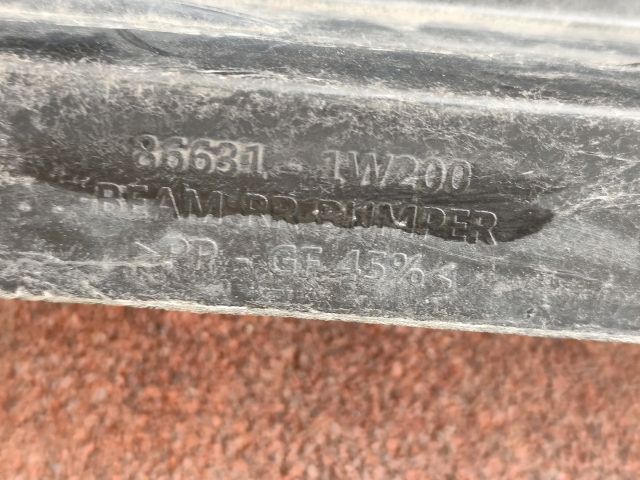 86631 - 1W200
BEAM-RR BUMPER
>PP - GF 45%<